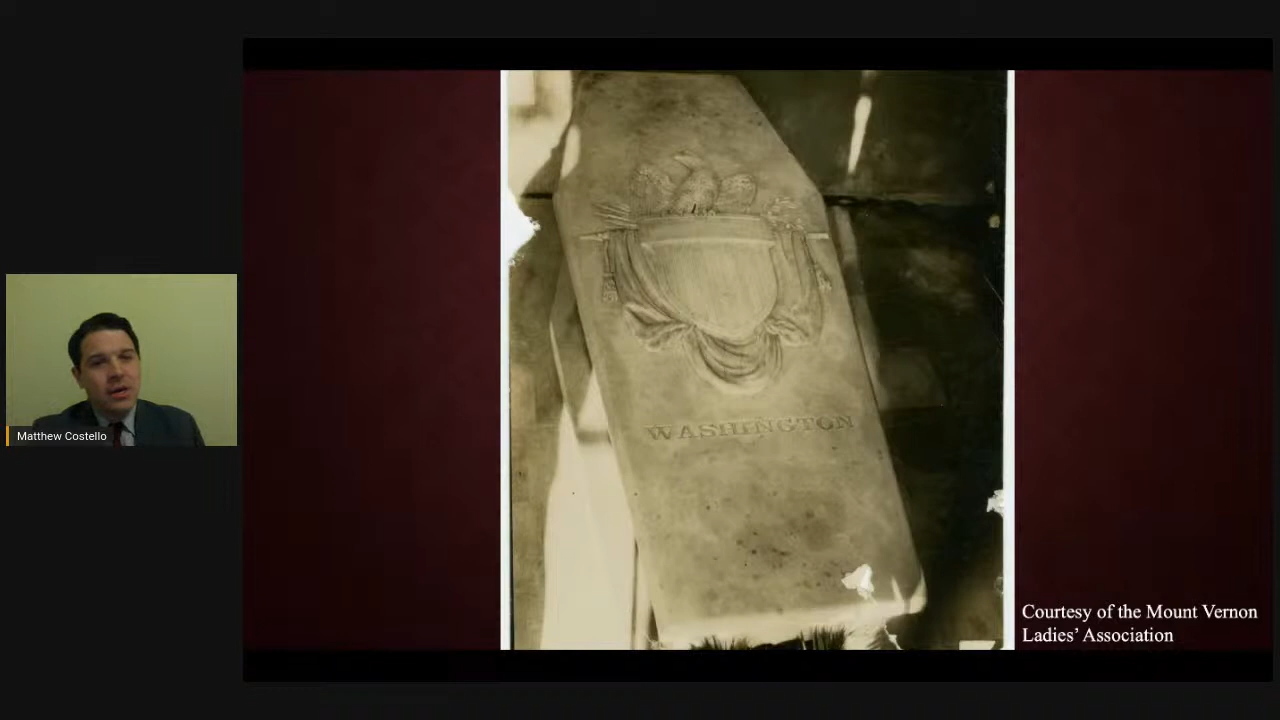 Matthew Costello
WASHINGTON
Courtesy of the Mount Vernon
Ladies’ Association